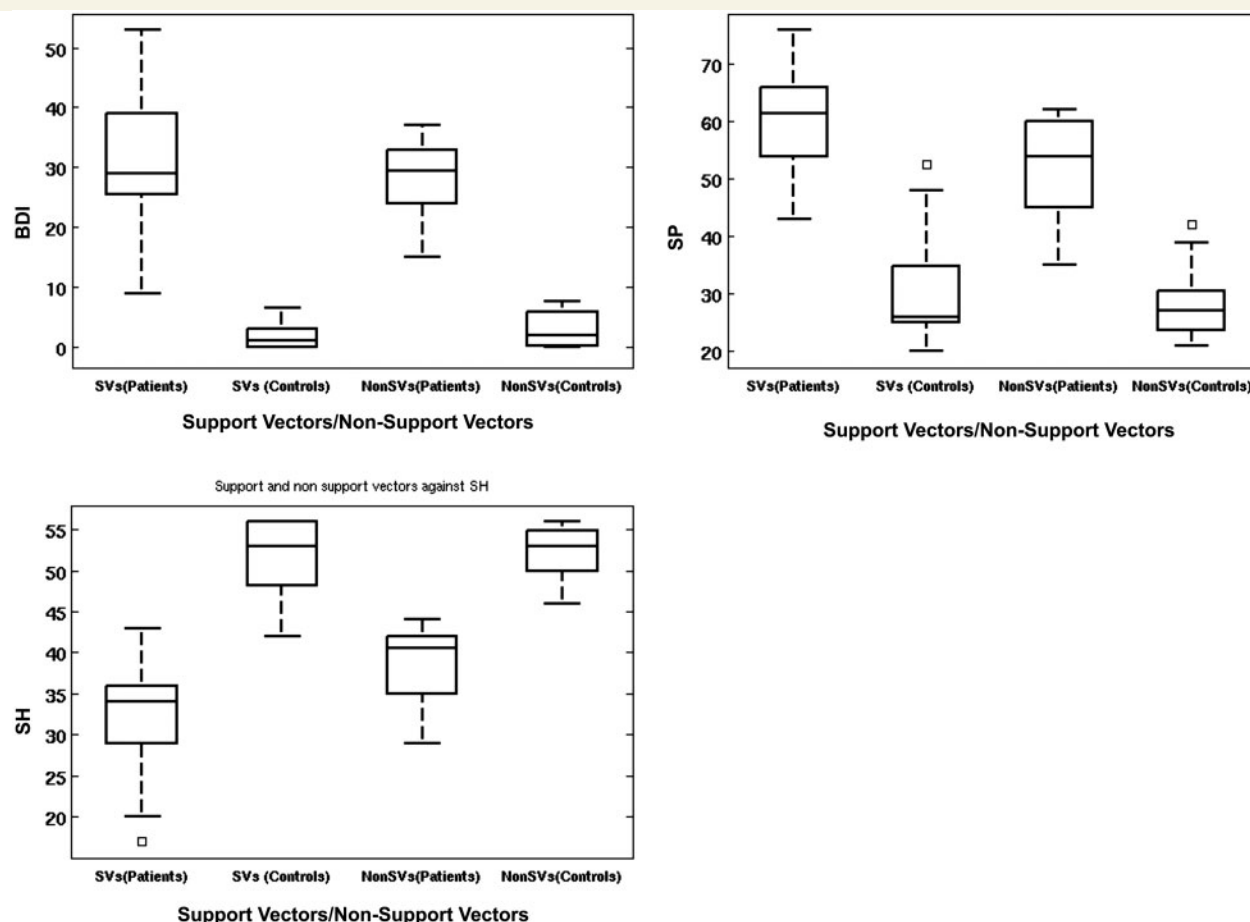 BDI
50
40
30
20
10
0
SVs(Patients) SVs (Controls) NonSVs(Patients) NonSVs(Controls)
Support Vectors/Non-Support Vectors
SP
70
60
50
40
30
20
SVs(Patients) SVs (Controls) NonSVs(Patients) NonSVs(Controls)
Support Vectors/Non-Support Vectors
Support and non support vectors against SH
SH
55
50
45
40
35
30
25
20
SVs(Patients) SVs (Controls) NonSVs(Patients) NonSVs(Controls)
Support Vectors/Non-Support Vectors